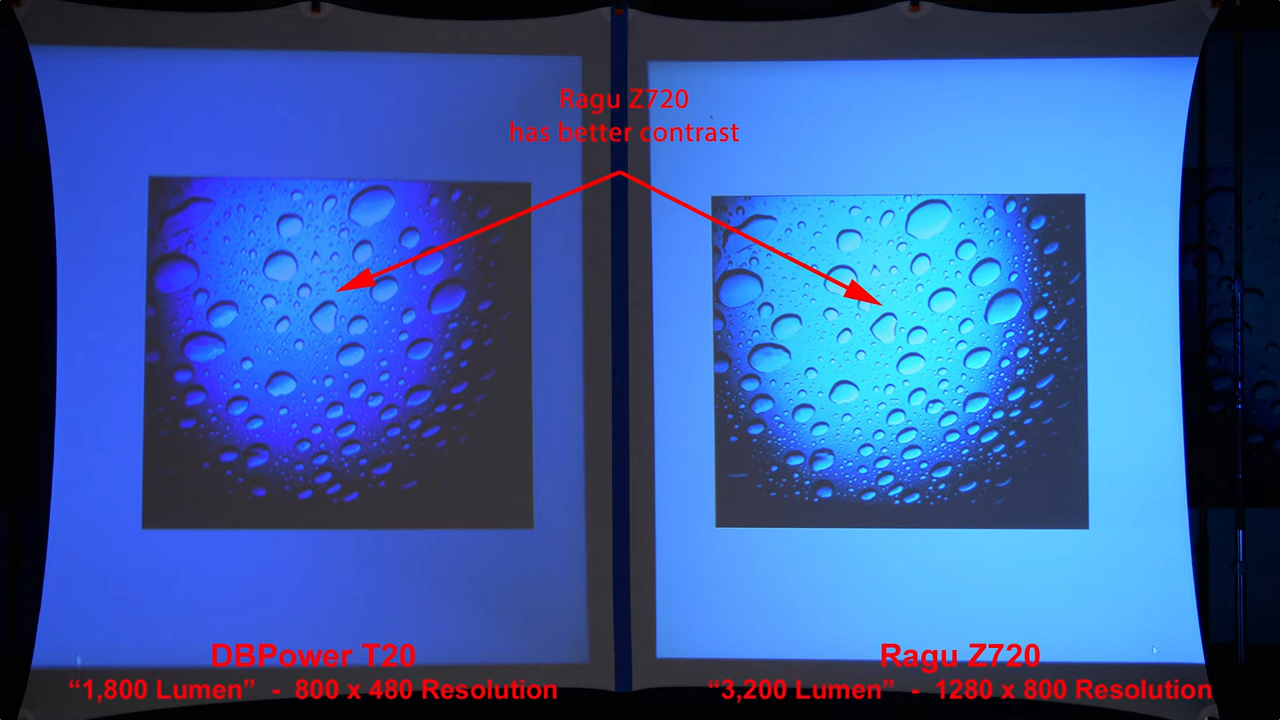 Ragu Z720
has better contrast
DBPower T20
“1,800 Lumen” - 800 x 480 Resolution
Ragu Z720
“3,200 Lumen” - 1280 x 800 Resolution